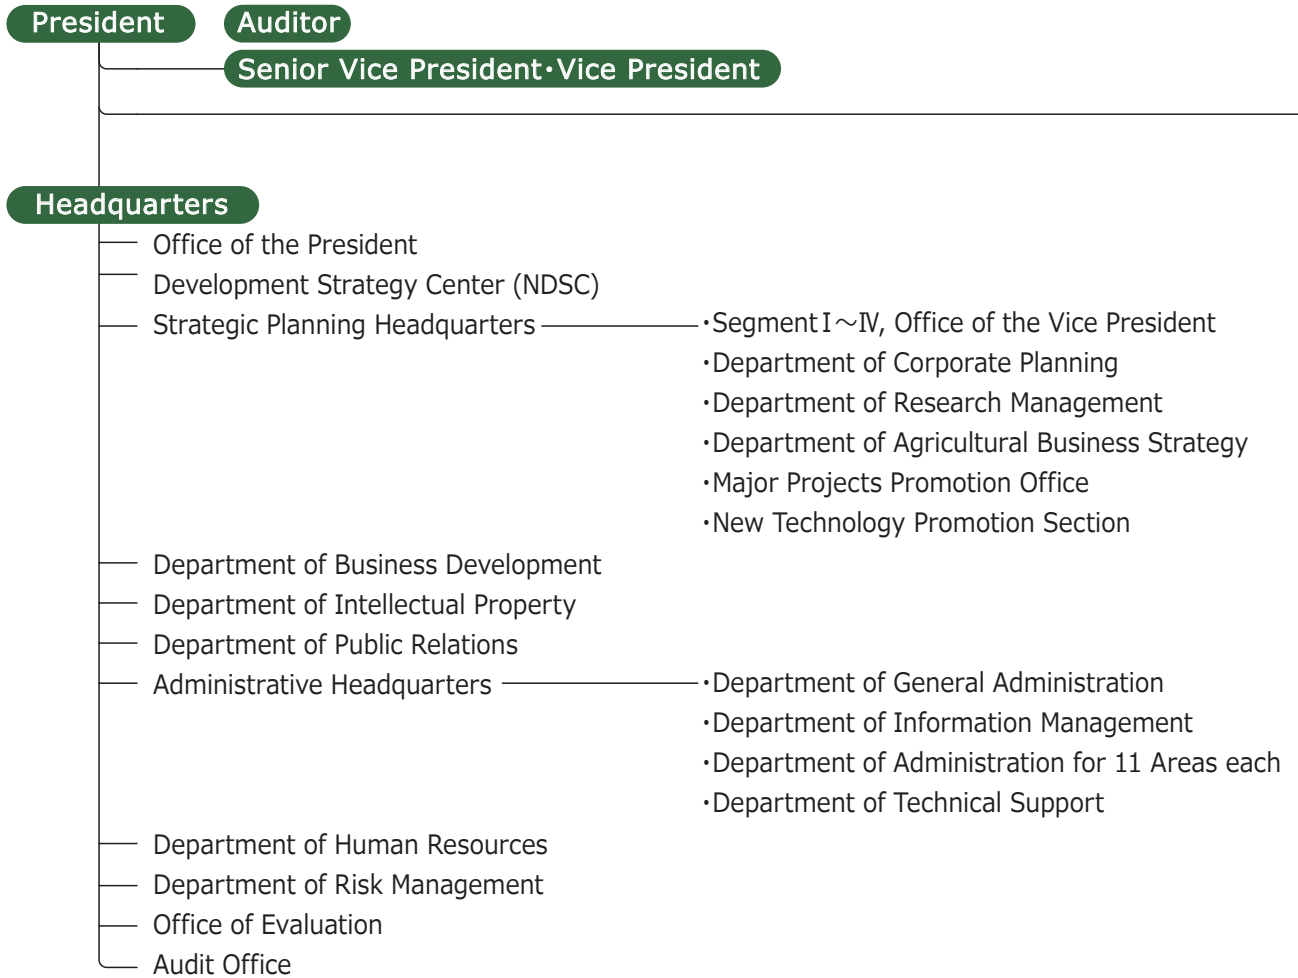 President
Auditor
Senior Vice President・Vice President
Headquarters
Office of the President
Development Strategy Center (NDSC)
Strategic Planning Headquarters
・SegmentⅠ～Ⅳ, Office of the Vice President
・Department of Corporate Planning
・Department of Research Management
・Department of Agricultural Business Strategy
・Major Projects Promotion Office
・New Technology Promotion Section
Department of Business Development
Department of Intellectual Property
Department of Public Relations
Administrative Headquarters
・Department of General Administration
・Department of Information Management
・Department of Administration for 11 Areas each
・Department of Technical Support
Department of Human Resources
Department of Risk Management
Office of Evaluation
Audit Office